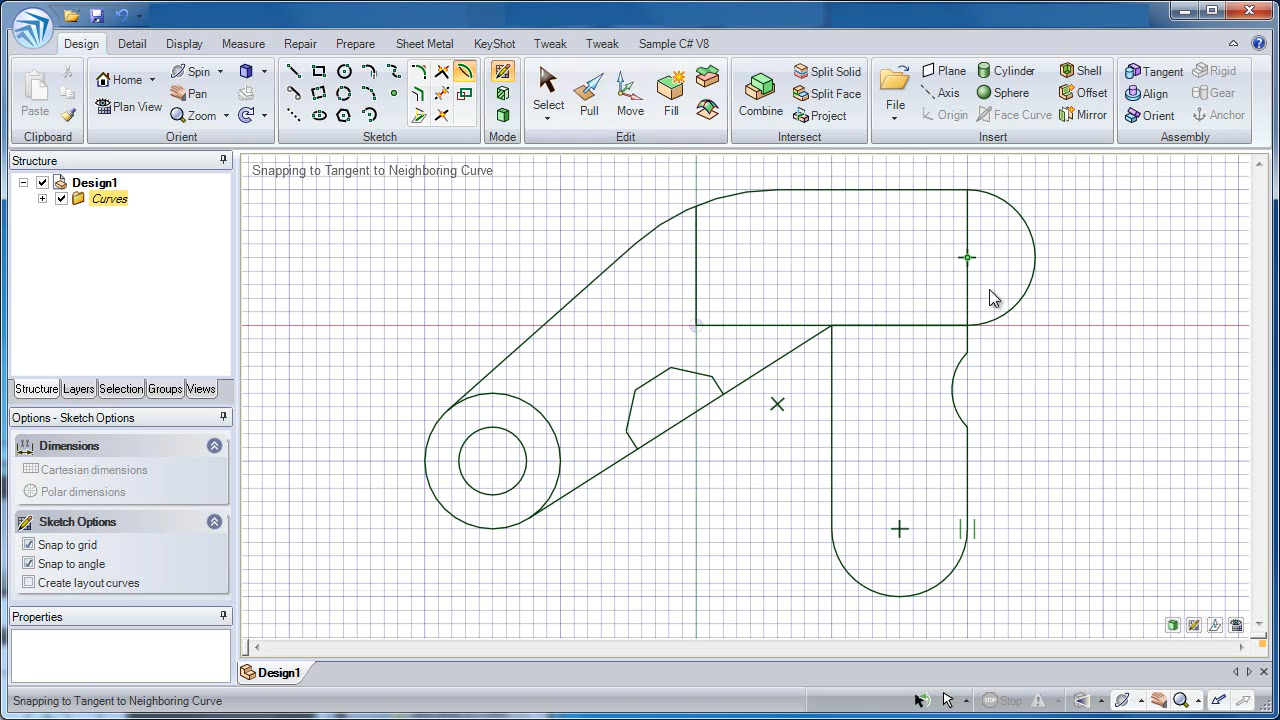 Design Detail Display Measure Repair Prepare Sheet Metal KeyShot Tweak Tweak Sample C# V8
Paste
Clipboard
Home Spin
Plan View Pan
Zoom
Orient
Sketch
Mode
Select Pull Move Fill
Edit
Combine
Split Solid
Split Face
Project
Intersect
File
Plane Cylinder Shell
Axis Sphere Offset
Origin Face Curve Mirror
Insert
Tangent Rigid
Align Gear
Orient Anchor
Assembly
Structure
Design1
Curves
Structure Layers Selection Groups Views
Options - Sketch Options
Dimensions
Cartesian dimensions
Polar dimensions
Sketch Options
Snap to grid
Snap to angle
Create layout curves
Properties
Snapping to Tangent to Neighboring Curve
Design1
Snapping to Tangent to Neighboring Curve
Stop